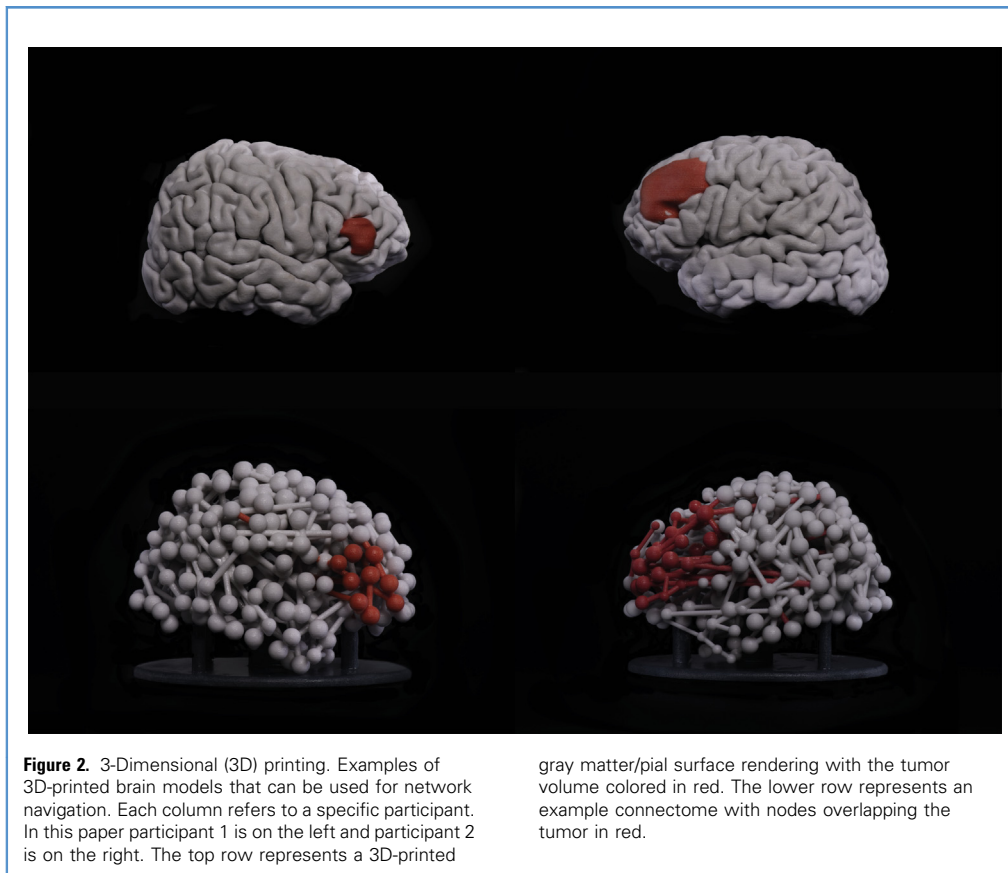 Figure 2. 3-Dimensional (3D) printing. Examples of
3D-printed brain models that can be used for network
navigation. Each column refers to a specific participant.
In this paper participant 1 is on the left and participant 2
is on the right. The top row represents a 3D-printed
gray matter/pial surface rendering with the tumor
volume colored in red. The lower row represents an
example connectome with nodes overlapping the
tumor in red.